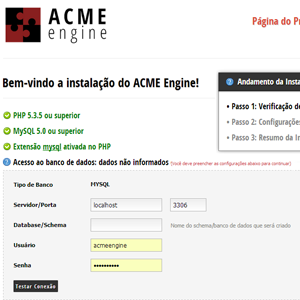 ACME
engine
Página do Pr
Bem-vindo a instalação do ACME Engine!
Andamento da Insta
PHP 5.3.5 ou superior
MySQL 5.0 ou superior
Extensão mysql ativada no PHP
Acesso ao banco de dados: dados não informados (Você deve preencher as configurações abaixo para continuar)
• Passo 1: Verificação de
• Passo 2: Configuraçõe
• Passo 3: Resumo da In
Tipo de Banco MYSQL
Servidor/Porta localhost 3306
Database/Schema Nome do schema/banco de dados que será criado
Usuário acmeengine
Senha ••••••••••
Testar Conexão